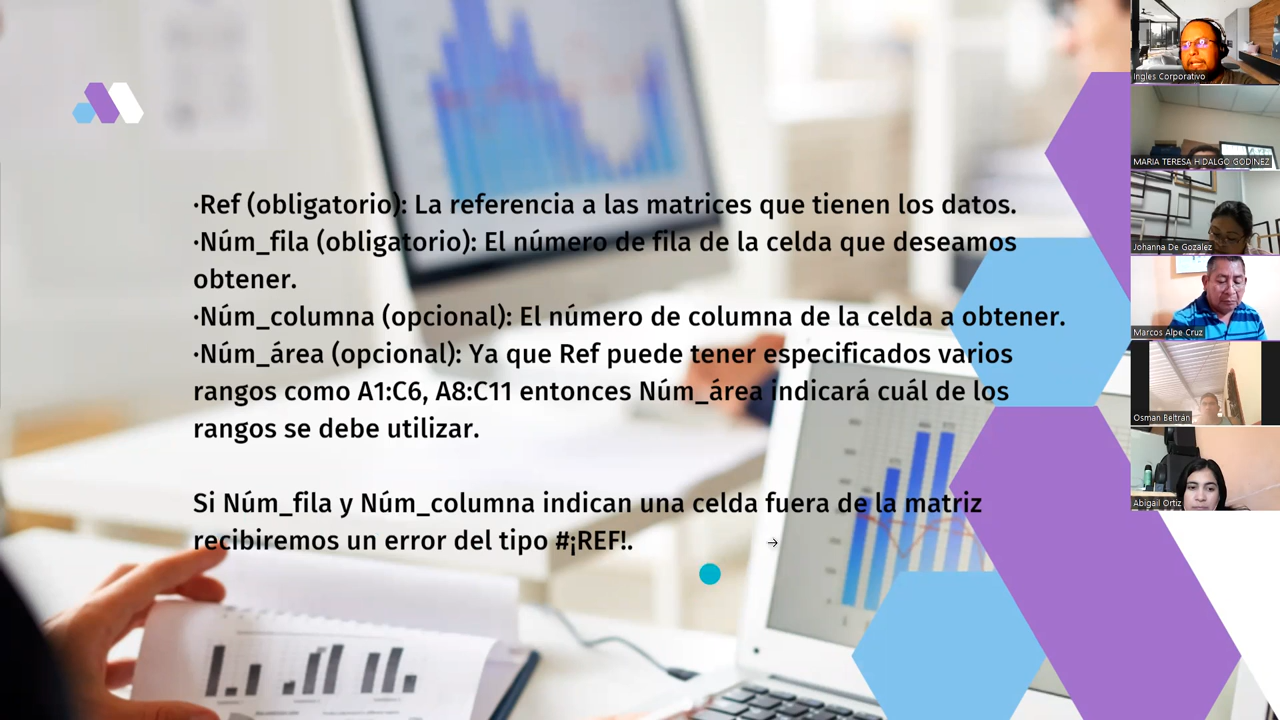 ·Ref (obligatorio): La referencia a las matrices que tienen los datos.
·Núm_fila (obligatorio): El número de fila de la celda que deseamos
obtener.
·Núm_columna (opcional): El número de columna de la celda a obtener.
·Núm_área (opcional): Ya que Ref puede tener especificados varios
rangos como A1:C6, A8:C11 entonces Núm_área indicará cuál de los
rangos se debe utilizar.
Si Núm_fila y Núm_columna indican una celda fuera de la matriz
recibiremos un error del tipo #¡REF!.
Ingles Corporativo
MARIA TERESA HIDALGO GODINEZ
Johanna De Gozález
Marcos Alpe Cruz
Osman Beltrán
Abigail Ortiz